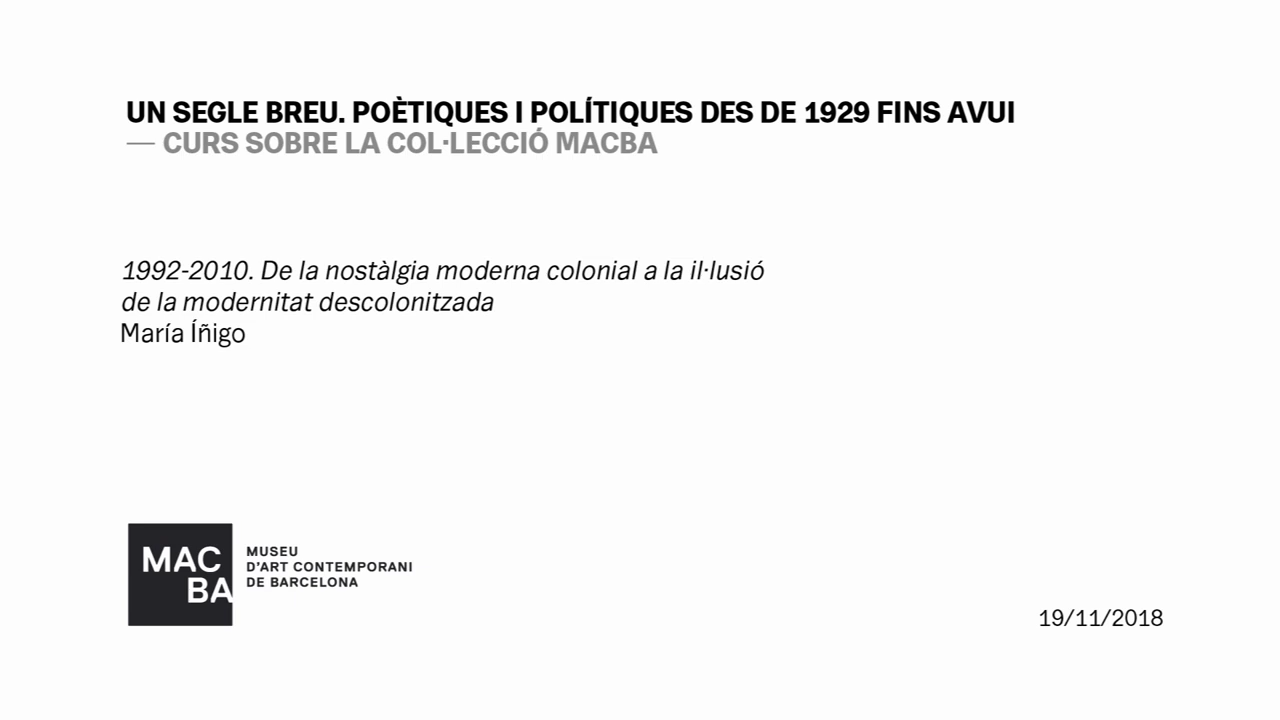 UN SEGLE BREU. POÈTIQUES I POLÍTIQUES DES DE 1929 FINS AVUI
— CURS SOBRE LA COL·LECCIÓ MACBA
1992-2010. De la nostàlgia moderna colonial a la il·lusió
de la modernitat descolonitzada
María Íñigo
MAC
BA
MUSEU
D'ART CONTEMPORANI
DE BARCELONA
19/11/2018